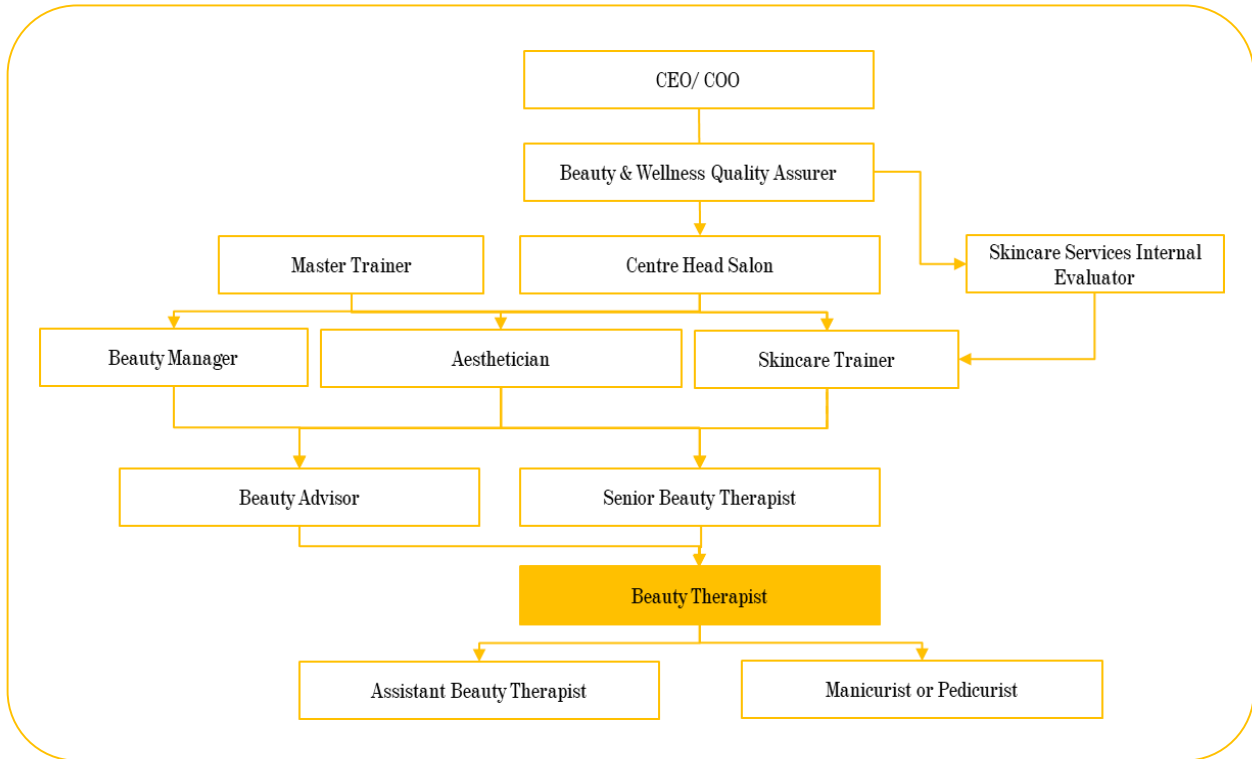 CEO/ COO
Beauty & Wellness Quality Assurer
Master Trainer
Centre Head Salon
Skincare Services Internal
Evaluator
Beauty Manager
Aesthetician
Skincare Trainer
Beauty Advisor
Senior Beauty Therapist
Beauty Therapist
Assistant Beauty Therapist
Manicurist or Pedicurist